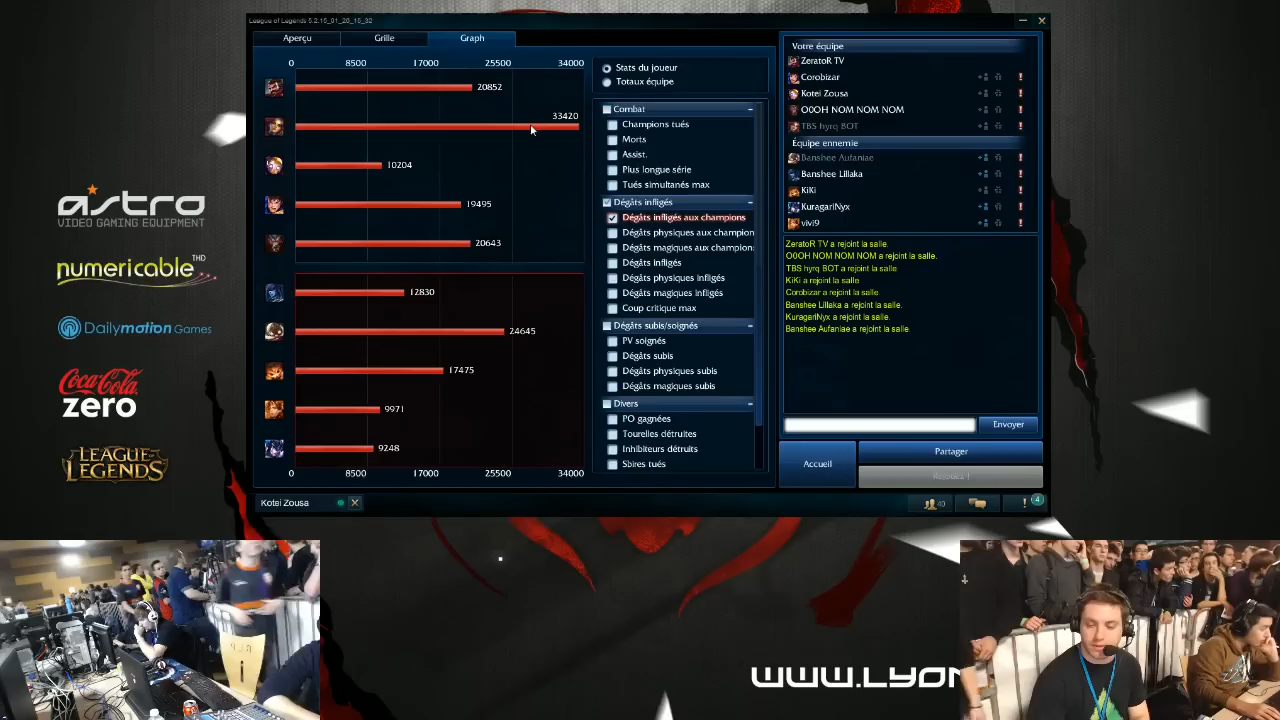 League of Legends 5.2.15_01_20_15_32
Aperçu
Grille
Graph
0 8500 17000 25500 34000
20852
33420
10204
19495
20643
12830
24645
17475
9971
9248
0 8500 17000 25500 34000
Stats du joueur
Totaux équipe
Combat
Champions tués
Morts
Assist.
Plus longue série
Tués simultanés max
Dégâts infligés
Dégâts infligés aux champions
Dégâts physiques aux champion
Dégâts magiques aux champions
Dégâts infligés
Dégâts physiques infligés
Dégâts magiques infligés
Coup critique max
Dégâts subis/soignés
PV soignés
Dégâts subis
Dégâts physiques subis
Dégâts magiques subis
Divers
PO gagnées
Tourelles détruites
Inhibiteurs détruits
Sbires tués
Votre équipe
ZeratoR TV
Corobizar
Kotei Zousa
O0OH NOM NOM NOM
TBS hyrq BOT
Équipe ennemie
Banshee Aufaniae
Banshee Lillaka
KiKi
KuragariNyx
vivi9
ZeratoR TV a rejoint la salle.
O0OH NOM NOM NOM a rejoint la salle.
TBS hyrq BOT a rejoint la salle.
KiKi a rejoint la salle.
Corobizar a rejoint la salle.
Banshee Lillaka a rejoint la salle.
KuragariNyx a rejoint la salle.
Banshee Aufaniae a rejoint la salle.
Envoyer
Accueil
Partager
Rejouer !
Kotei Zousa
40
4
astro
VIDEO GAMING EQUIPMENT
numericable THD
Dailymotion Games
Coca-Cola
zero
LEAGUE OF
LEGENDS
WWW.LYON